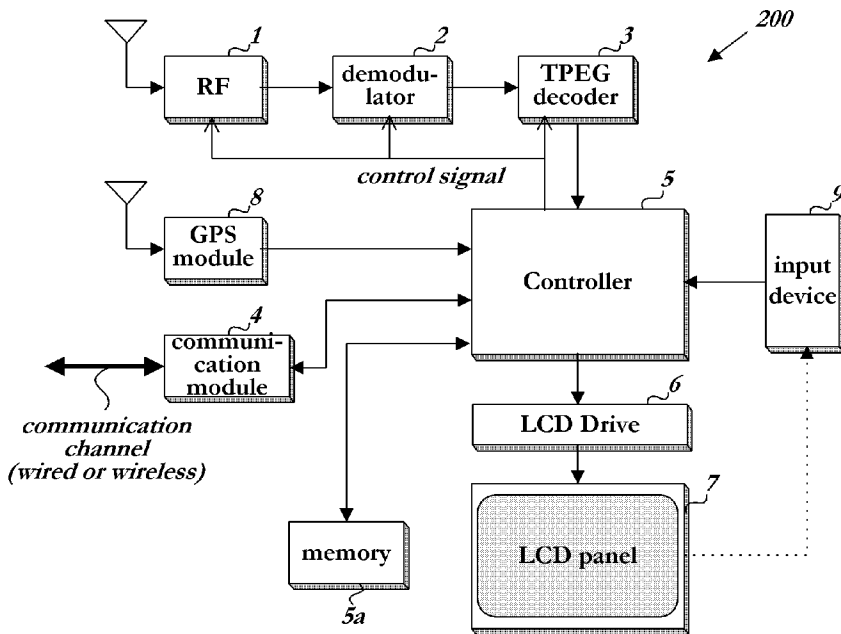 200
1
RF
2
demodu-
lator
3
TPEG
decoder
control signal
8
GPS
module
5
Controller
9
input
device
4
communi-
cation
module
communication
channel
(wired or wireless)
6
LCD Drive
7
LCD panel
memory
5a